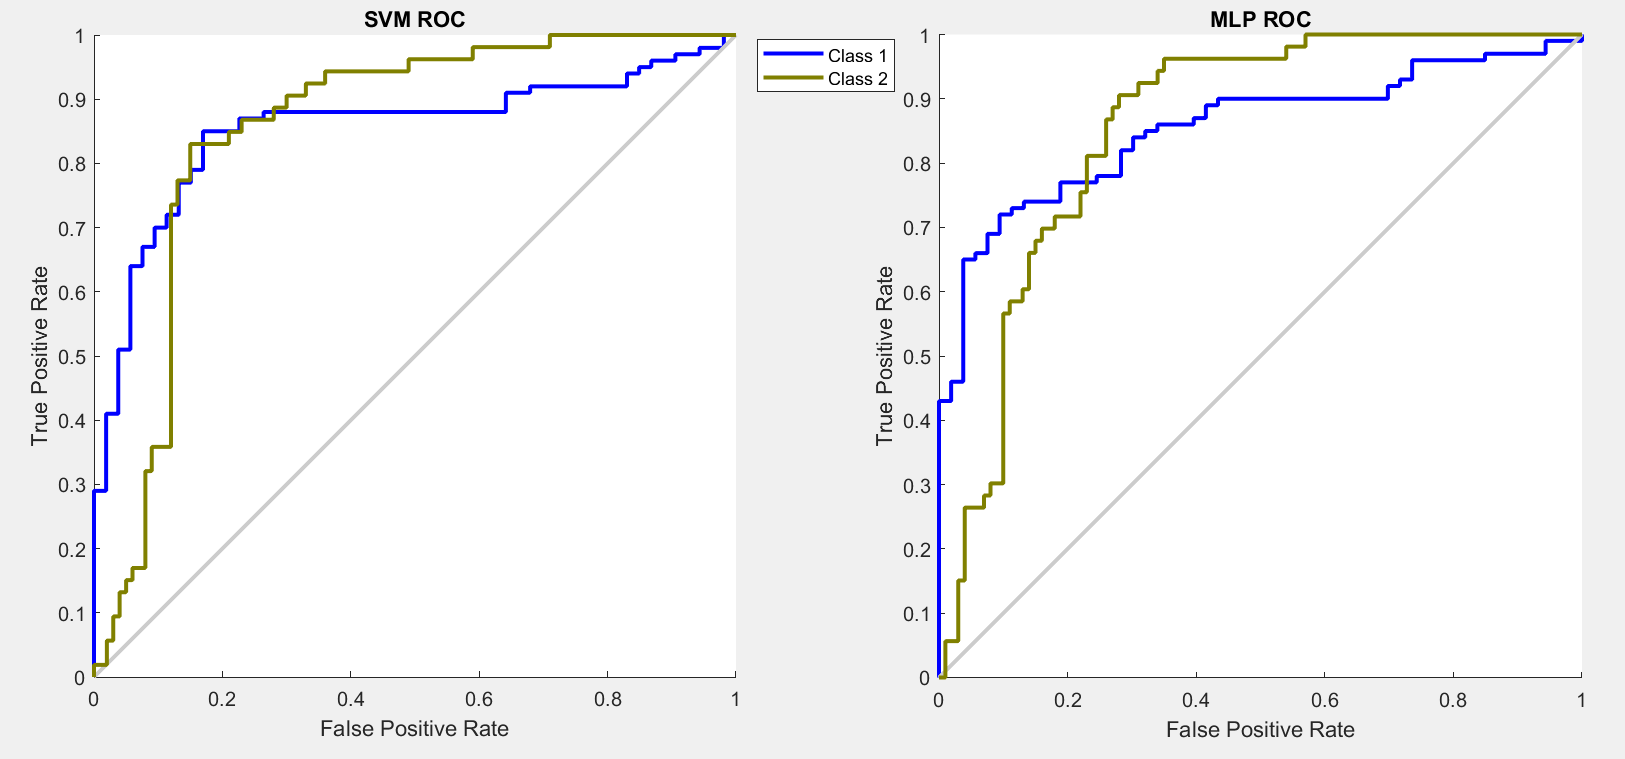 SVM ROC
1
0.9
0.8
0.7
0.6
0.5
0.4
0.3
0.2
0.1
0
True Positive Rate
0 0.2 0.4 0.6 0.8 1
False Positive Rate
Class 1
Class 2
MLP ROC
1
0.9
0.8
0.7
0.6
0.5
0.4
0.3
0.2
0.1
0
True Positive Rate
0 0.2 0.4 0.6 0.8 1
False Positive Rate